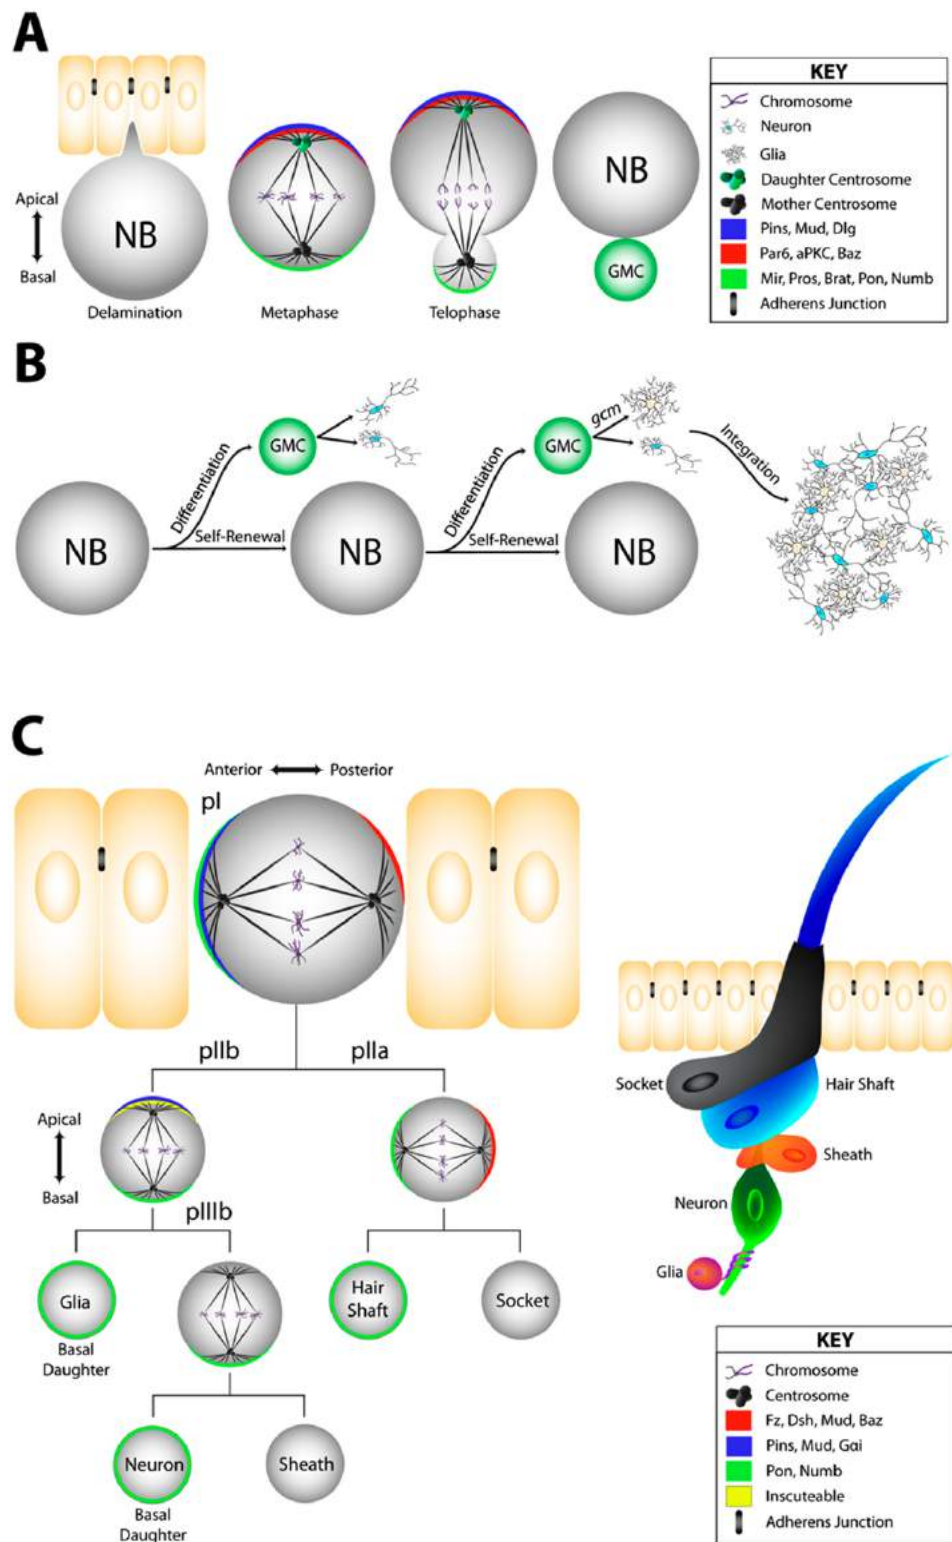 A
NB
Apical
Basal
Delamination
Metaphase
Telophase
NB
GMC
KEY
Chromosome
Neuron
Glia
Daughter Centrosome
Mother Centrosome
Pins, Mud, Dlg
Par6, aPKC, Baz
Mir, Pros, Brat, Pon, Numb
Adherens Junction
B
NB
Differentiation
Self-Renewal
GMC
NB
Differentiation
Self-Renewal
GMC
gcm
NB
Integration
C
Anterior
Posterior
pI
pIIb
pIIa
Apical
Basal
pIIIb
Glia
Basal
Daughter
Hair
Shaft
Socket
Neuron
Basal
Daughter
Sheath
Socket
Hair Shaft
Sheath
Neuron
Glia
KEY
Chromosome
Centrosome
Fz, Dsh, Mud, Baz
Pins, Mud, Gαi
Pon, Numb
Inscuteable
Adherens Junction